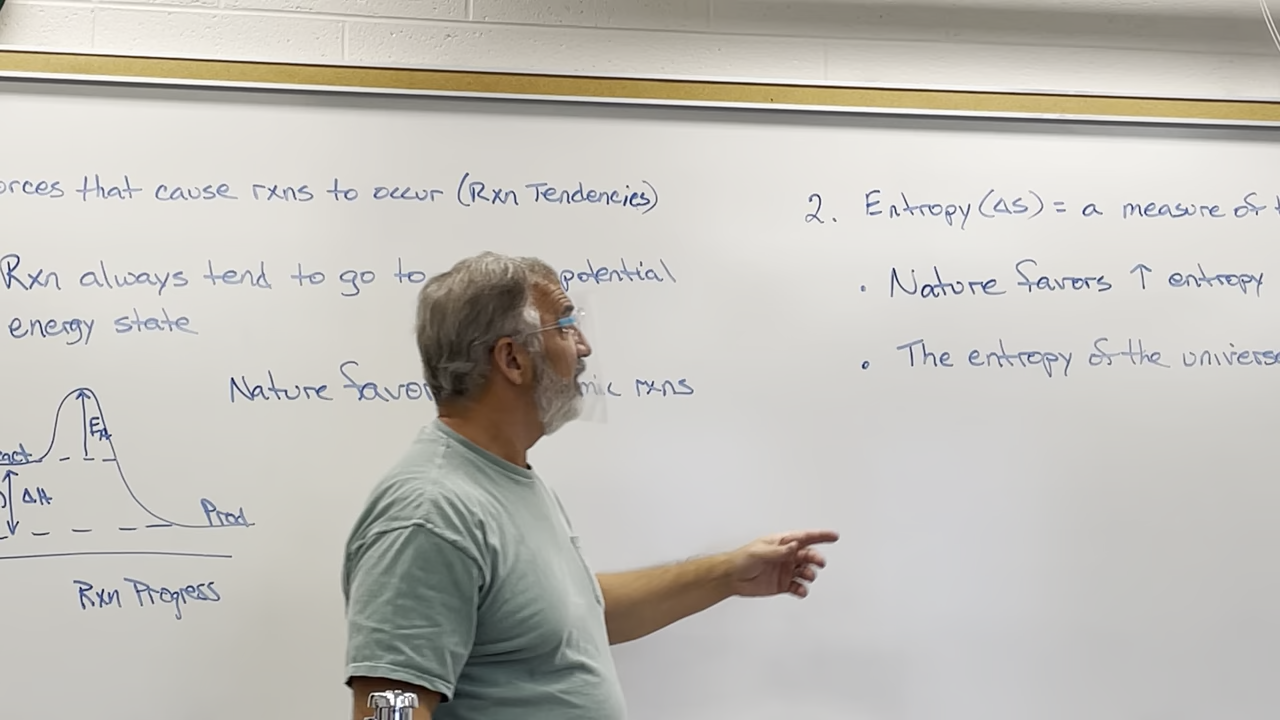 orces that cause rxns to occur (Rxn Tendencies)
Rxn always tend to go to potential
energy state
Nature favor mic rxns
EA
act
ΔH
Prod
Rxn Progress
2. Entropy (ΔS) = a measure of t
• Nature favors ↑ entropy
• The entropy of the universe